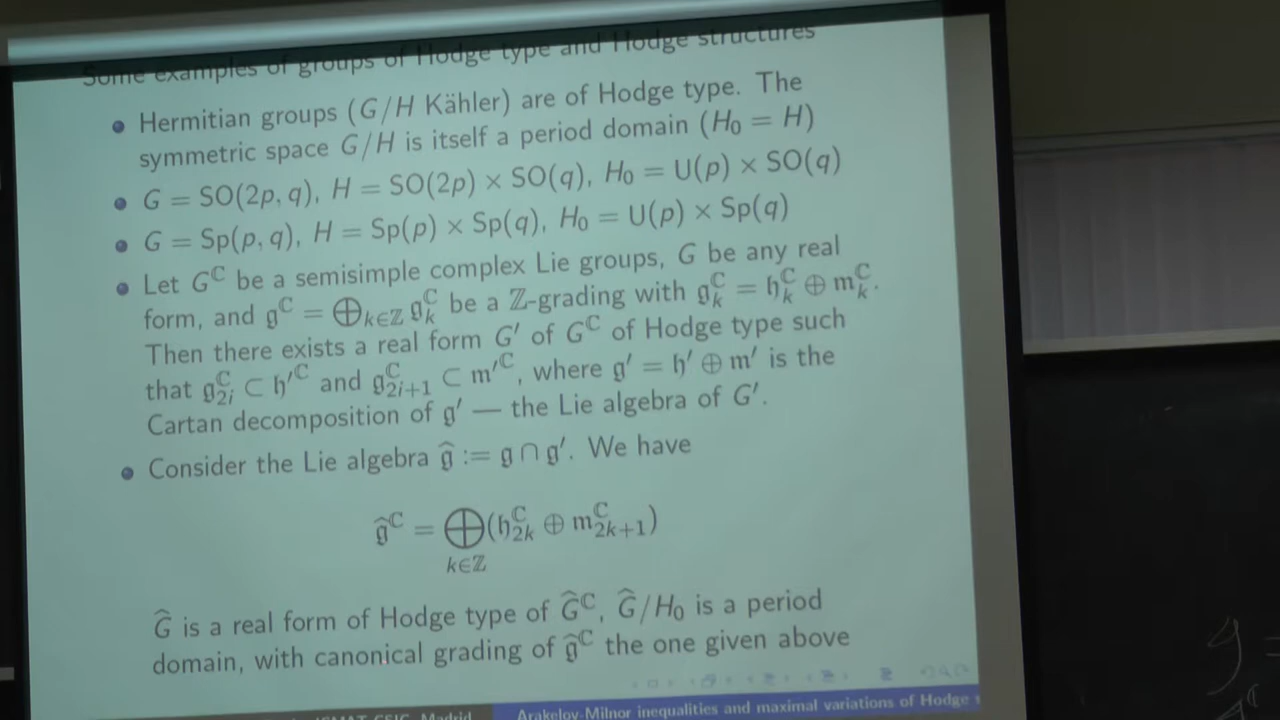 Some examples of groups of Hodge type and Hodge structures
Hermitian groups (G/H Kähler) are of Hodge type. The
symmetric space G/H is itself a period domain (H₀ = H)
G = SO(2p, q), H = SO(2p) × SO(q), H₀ = U(p) × SO(q)
G = Sp(p, q), H = Sp(p) × Sp(q), H₀ = U(p) × Sp(q)
Let G^ℂ be a semisimple complex Lie groups, G be any real
form, and 𝔤^ℂ = ⊕_{k∈ℤ} 𝔤_k^ℂ be a ℤ-grading with 𝔤_k^ℂ = 𝔥_k^ℂ ⊕ 𝔪_k^ℂ.
Then there exists a real form G′ of G^ℂ of Hodge type such
that 𝔤_{2i}^ℂ ⊂ 𝔥′^ℂ and 𝔤_{2i+1}^ℂ ⊂ 𝔪′^ℂ, where 𝔤′ = 𝔥′ ⊕ 𝔪′ is the
Cartan decomposition of 𝔤′ — the Lie algebra of G′.
Consider the Lie algebra 𝔤̂ := 𝔤 ∩ 𝔤′. We have
𝔤̂^ℂ = ⊕_{k∈ℤ} (𝔥_{2k}^ℂ ⊕ 𝔪_{2k+1}^ℂ)
Ĝ is a real form of Hodge type of Ĝ^ℂ, Ĝ/H₀ is a period
domain, with canonical grading of 𝔤̂^ℂ the one given above
Madrid
Arakelov-Milnor inequalities and maximal variations of Hodge